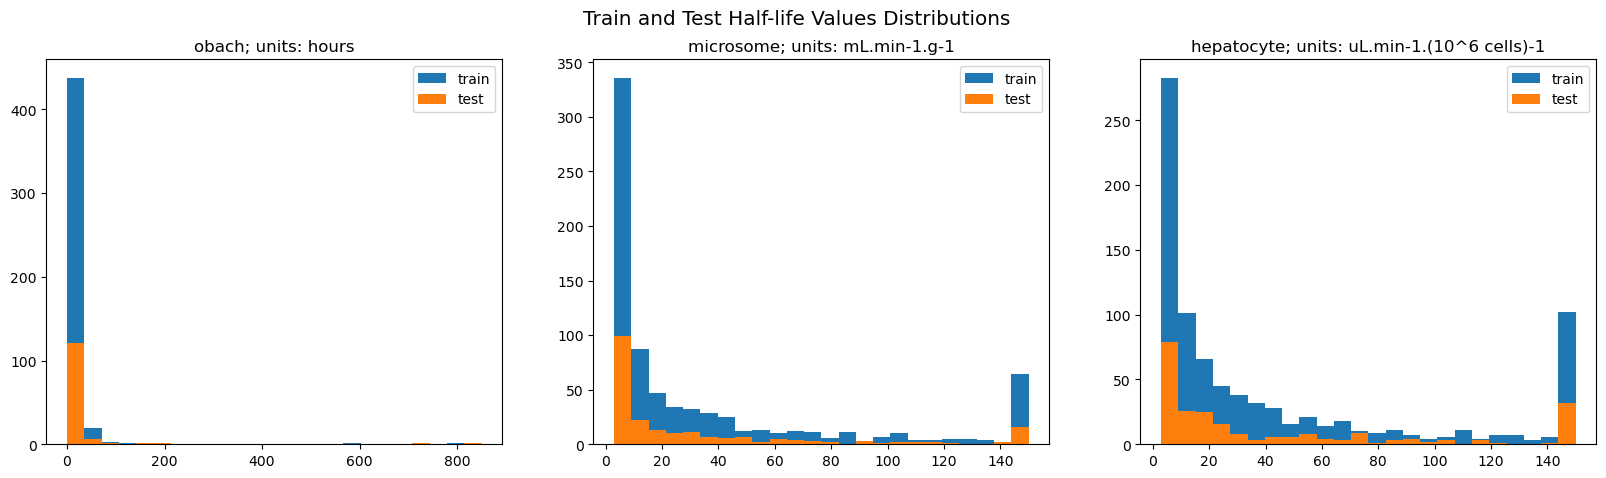 Train and Test Half-life Values Distributions
obach; units: hours
train
test
400
300
200
100
0
0 200 400 600 800
microsome; units: mL.min-1.g-1
train
test
350
300
250
200
150
100
50
0
0 20 40 60 80 100 120 140
hepatocyte; units: uL.min-1.(10^6 cells)-1
train
test
250
200
150
100
50
0
0 20 40 60 80 100 120 140